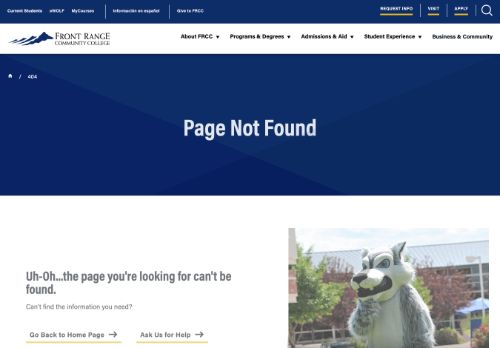 Current Students eWOLF MyCourses Información en español Give to FRCC REQUEST INFO VISIT APPLY
FRONT RANGE
COMMUNITY COLLEGE
About FRCC Programs & Degrees Admissions & Aid Student Experience Business & Community
/ 404
Page Not Found
Uh-Oh...the page you're looking for can't be
found.
Can't find the information you need?
Go Back to Home Page Ask Us for Help